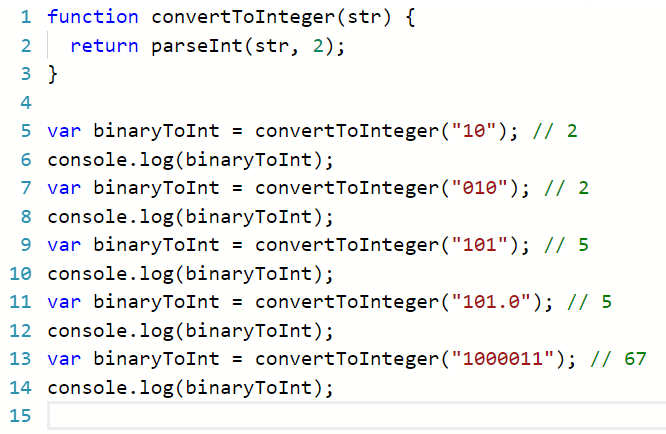 1 function convertToInteger(str) {
2   return parseInt(str, 2);
3 }
4
5 var binaryToInt = convertToInteger("10"); // 2
6 console.log(binaryToInt);
7 var binaryToInt = convertToInteger("010"); // 2
8 console.log(binaryToInt);
9 var binaryToInt = convertToInteger("101"); // 5
10 console.log(binaryToInt);
11 var binaryToInt = convertToInteger("101.0"); // 5
12 console.log(binaryToInt);
13 var binaryToInt = convertToInteger("1000011"); // 67
14 console.log(binaryToInt);
15